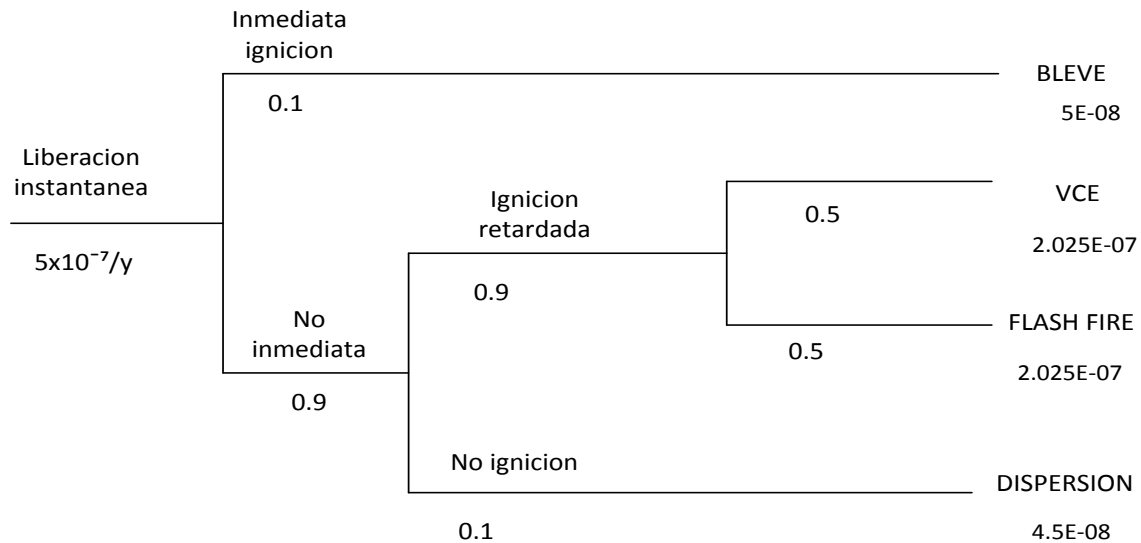 Inmediata
ignicion
0.1
BLEVE
5E-08
Liberacion
instantanea
5x10⁻⁷/y
Ignicion
retardada
0.9
0.5
VCE
2.025E-07
No
inmediata
0.9
0.5
FLASH FIRE
2.025E-07
No ignicion
0.1
DISPERSION
4.5E-08